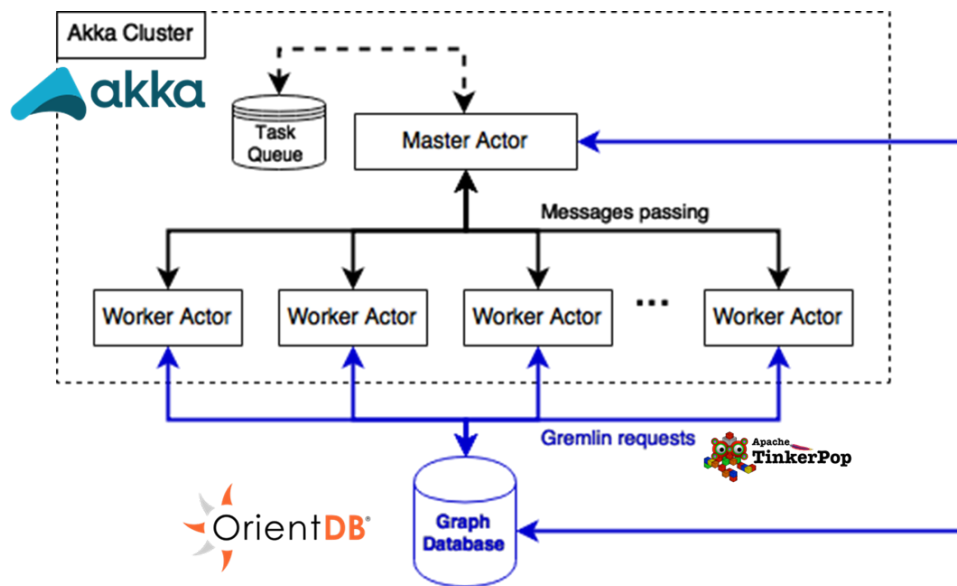 Akka Cluster
akka
Task
Queue
Master Actor
Messages passing
Worker Actor
Worker Actor
Worker Actor
...
Worker Actor
Gremlin requests
Apache
TinkerPop
OrientDB®
Graph
Database